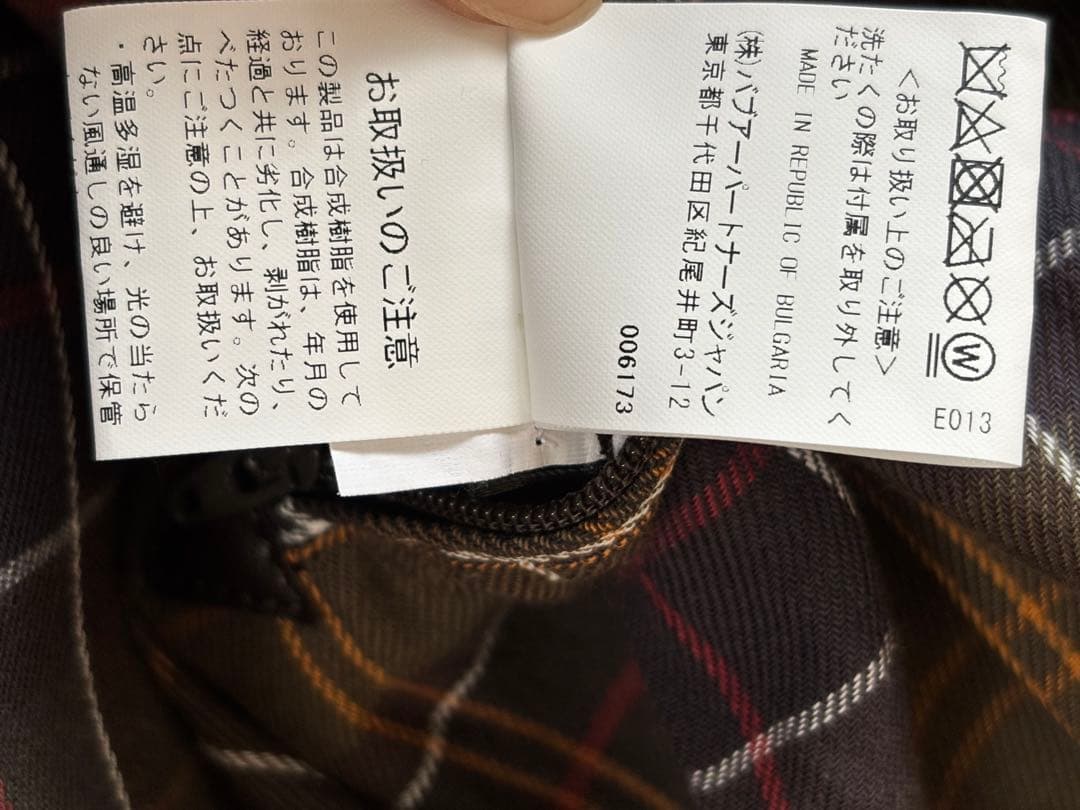 E013
〈お取り扱い上のご注意〉
洗たくの際は付属を取り外してく
ださい
MADE IN REPUBLIC OF BULGARIA
(株)バブアーパートナーズジャパン
東京都千代田区紀尾井町3-12
006173
お取扱いのご注意
この製品は合成樹脂を使用して
おります。合成樹脂は、年月の
経過と共に劣化し、剥がれたり、
べたつくことがあります。次の
点にご注意の上、お取扱いくだ
さい。
・高温多湿を避け、光の当たら
ない風通しの良い場所で保管